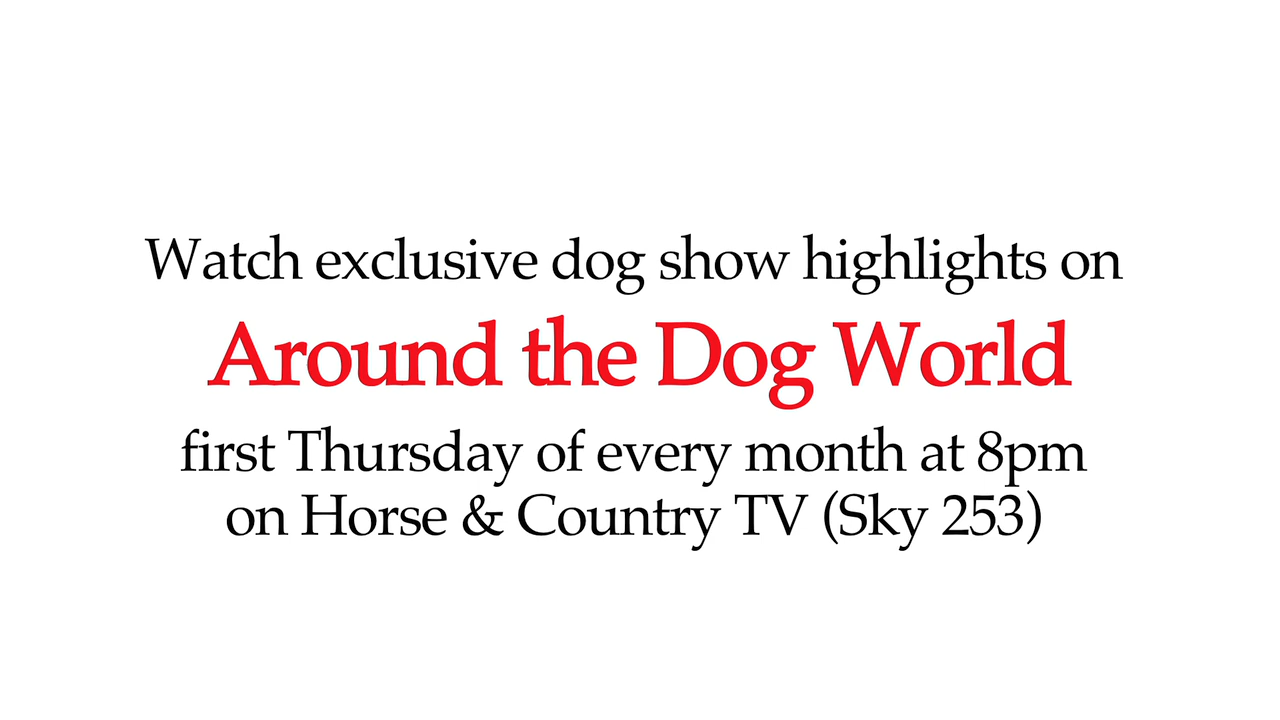 Watch exclusive dog show highlights on
Around the Dog World
first Thursday of every month at 8pm
on Horse & Country TV (Sky 253)